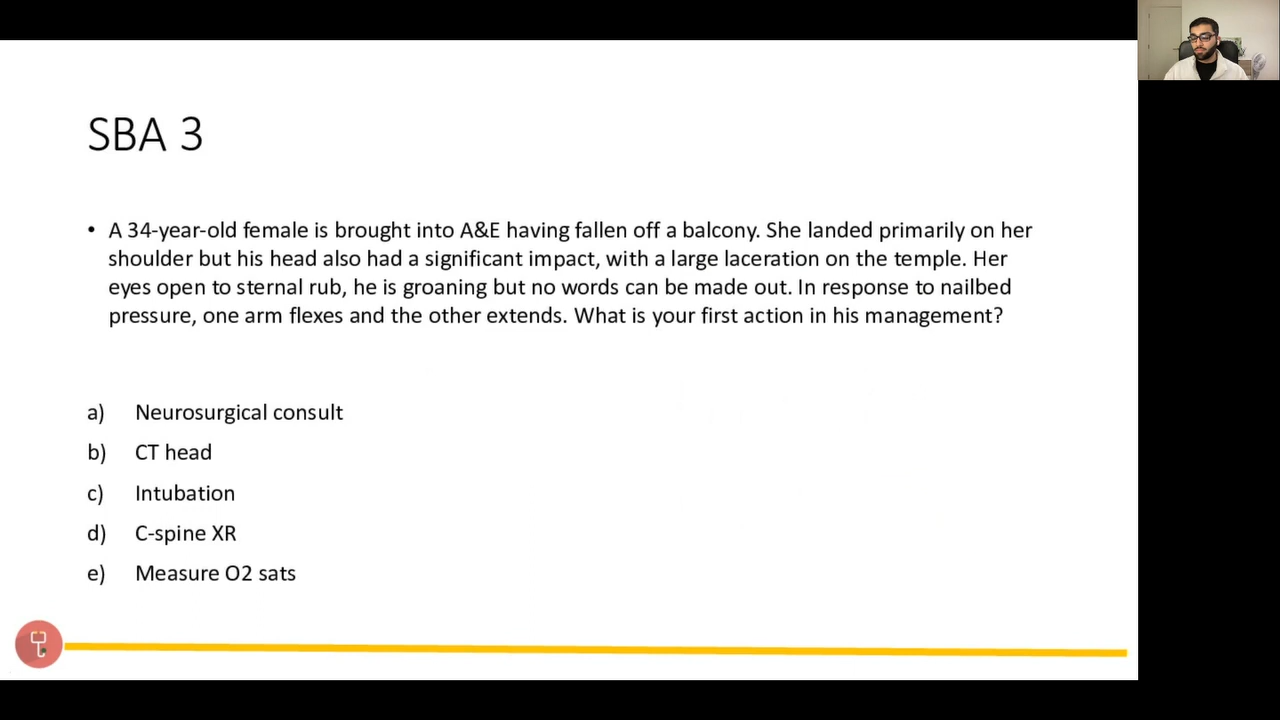 SBA 3
• A 34-year-old female is brought into A&E having fallen off a balcony. She landed primarily on her
shoulder but his head also had a significant impact, with a large laceration on the temple. Her
eyes open to sternal rub, he is groaning but no words can be made out. In response to nailbed
pressure, one arm flexes and the other extends. What is your first action in his management?
a) Neurosurgical consult
b) CT head
c) Intubation
d) C-spine XR
e) Measure O2 sats